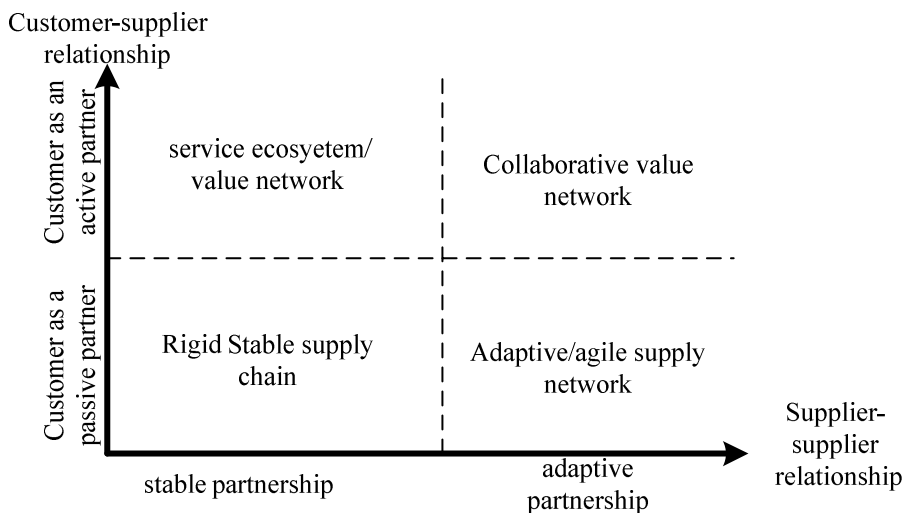 Customer-supplier
relationship
Customer as an
active partner
service ecosyetem/
value network
Collaborative value
network
Customer as a
passive partner
Rigid Stable supply
chain
Adaptive/agile supply
network
Supplier-
supplier
relationship
stable partnership
adaptive
partnership